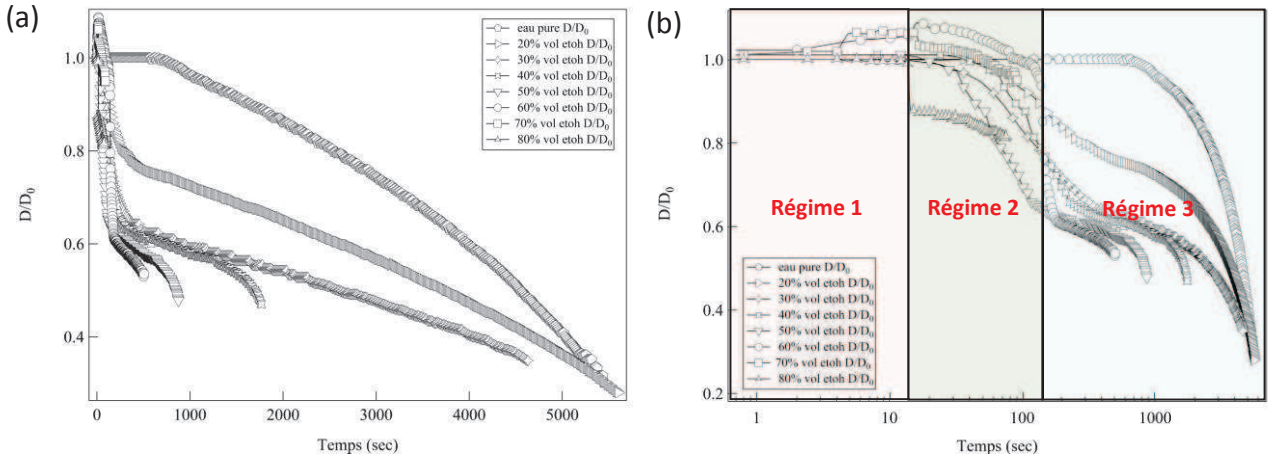 (a)
1.0
0.8
0.6
0.4
D/D₀
0
1000
2000
3000
4000
5000
Temps (sec)
eau pure D/D₀
20% vol etoh D/D₀
30% vol etoh D/D₀
40% vol etoh D/D₀
50% vol etoh D/D₀
60% vol etoh D/D₀
70% vol etoh D/D₀
80% vol etoh D/D₀
(b)
1.0
0.8
0.6
0.4
0.2
D/D₀
Régime 1
Régime 2
Régime 3
eau pure D/D₀
20% vol etoh D/D₀
30% vol etoh D/D₀
40% vol etoh D/D₀
50% vol etoh D/D₀
60% vol etoh D/D₀
70% vol etoh D/D₀
80% vol etoh D/D₀
1
10
100
1000
Temps (sec)